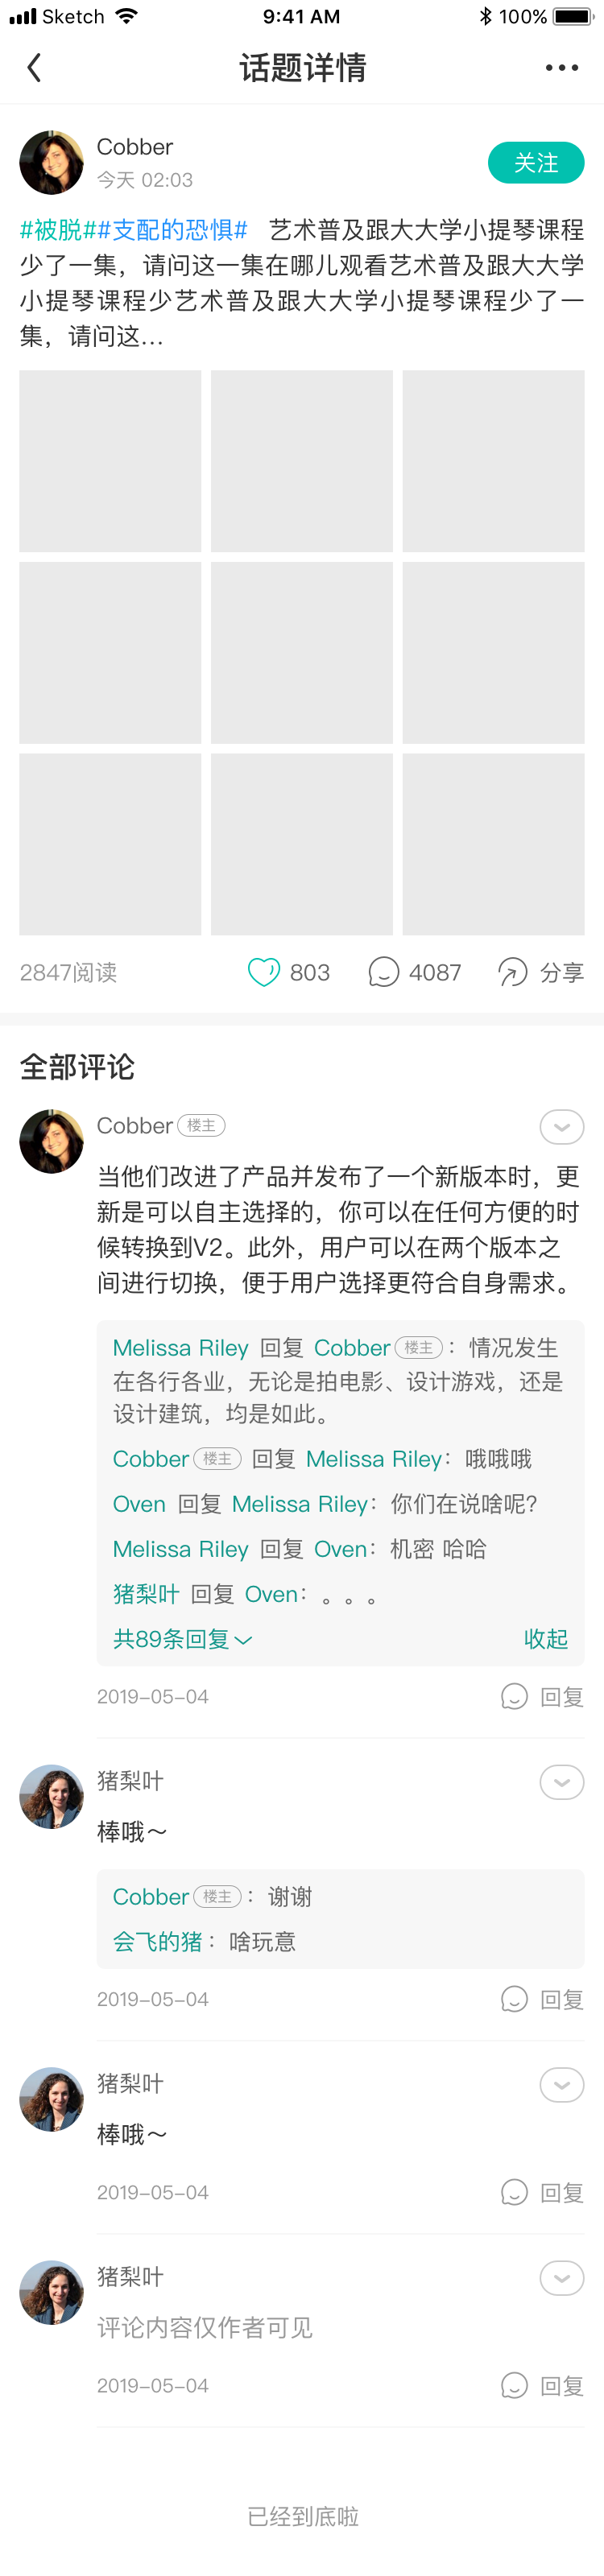 Sketch 9:41 AM 100%
话题详情
Cobber
今天 02:03
关注
#被脱##支配的恐惧# 艺术普及跟大大学小提琴课程
少了一集，请问这一集在哪儿观看艺术普及跟大大学
小提琴课程少艺术普及跟大大学小提琴课程少了一
集，请问这...
2847阅读 803 4087 分享
全部评论
Cobber 楼主
当他们改进了产品并发布了一个新版本时，更
新是可以自主选择的，你可以在任何方便的时
候转换到V2。此外，用户可以在两个版本之
间进行切换，便于用户选择更符合自身需求。
Melissa Riley 回复 Cobber 楼主：情况发生
在各行各业，无论是拍电影、设计游戏，还是
设计建筑，均是如此。
Cobber 楼主 回复 Melissa Riley：哦哦哦
Oven 回复 Melissa Riley：你们在说啥呢？
Melissa Riley 回复 Oven：机密 哈哈
猪梨叶 回复 Oven：。。。
共89条回复 收起
2019-05-04 回复
猪梨叶
棒哦～
Cobber 楼主：谢谢
会飞的猪：啥玩意
2019-05-04 回复
猪梨叶
棒哦～
2019-05-04 回复
猪梨叶
评论内容仅作者可见
2019-05-04 回复
已经到底啦